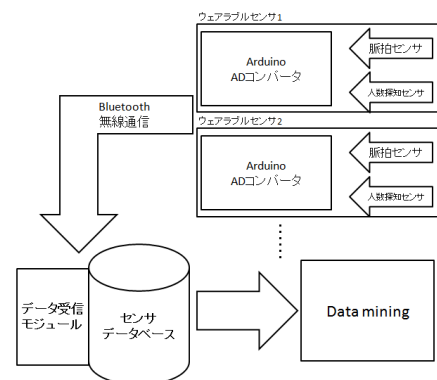 ウェアラブルセンサ1
Arduino
ADコンバータ
脈拍センサ
人数探知センサ
Bluetooth
無線通信
ウェアラブルセンサ2
Arduino
ADコンバータ
脈拍センサ
人数探知センサ
データ受信
モジュール
センサ
データベース
Data mining